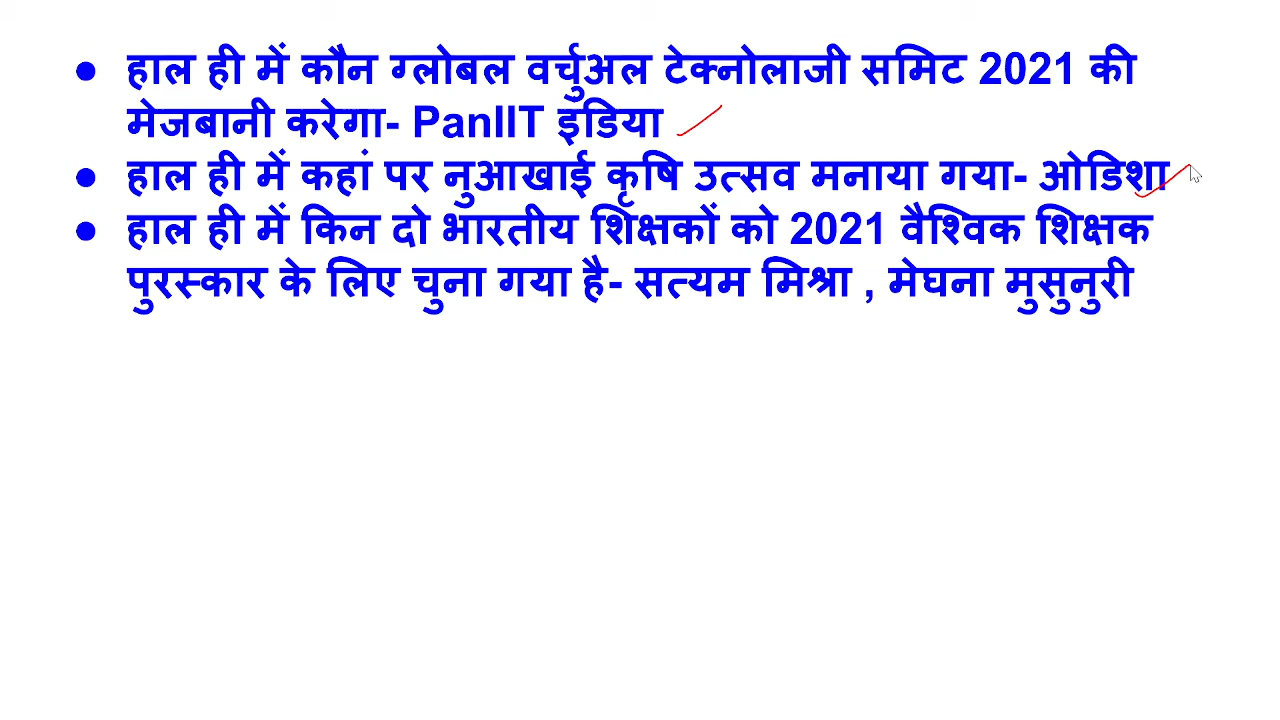 ● हाल ही में कौन ग्लोबल वर्चुअल टेक्नोलाजी समिट 2021 की
मेजबानी करेगा- PanIIT इंडिया
● हाल ही में कहां पर नुआखाई कृषि उत्सव मनाया गया- ओडिशा
● हाल ही में किन दो भारतीय शिक्षकों को 2021 वैश्विक शिक्षक
पुरस्कार के लिए चुना गया है- सत्यम मिश्रा , मेघना मुसुनुरी